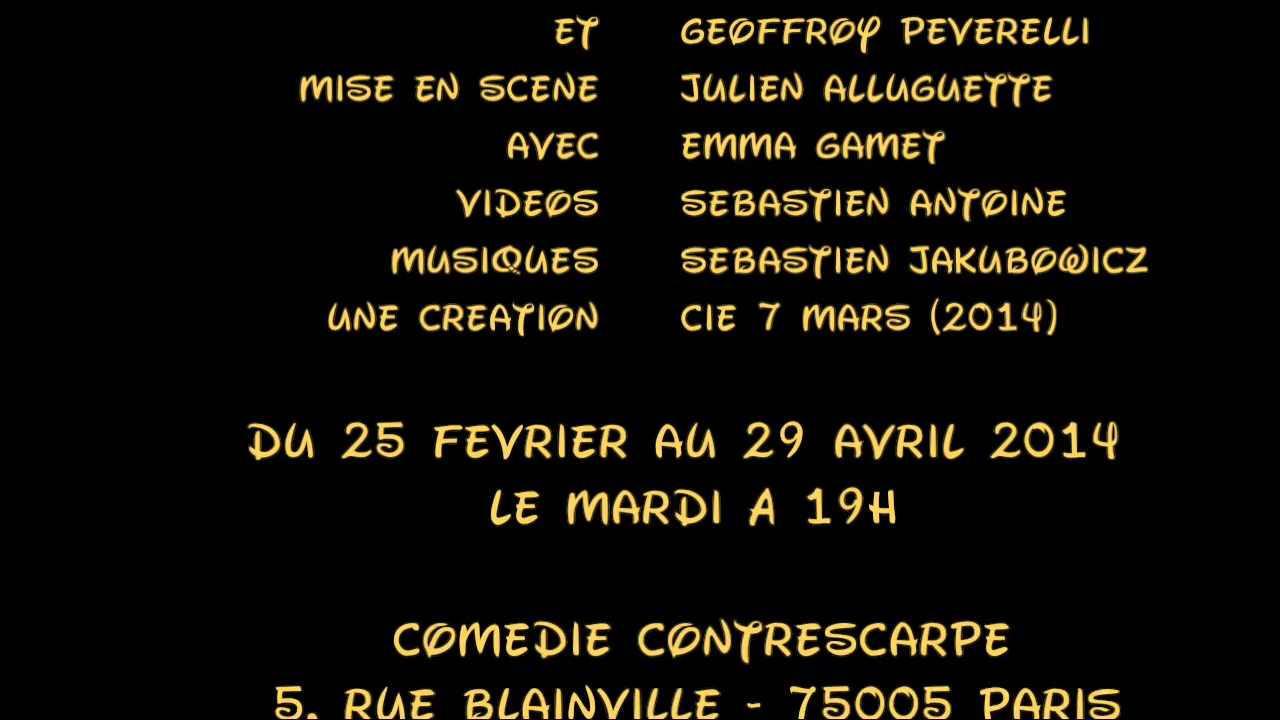 ET GEOFFROY PEVERELLI
MISE EN SCENE JULIEN ALLUGUETTE
AVEC EMMA GAMET
VIDEOS SEBASTIEN ANTOINE
MUSIQUES SEBASTIEN JAKUBOWICZ
UNE CREATION CIE 7 MARS (2014)
DU 25 FEVRIER AU 29 AVRIL 2014
LE MARDI A 19H
COMEDIE CONTRESCARPE
5, RUE BLAINVILLE - 75005 PARIS